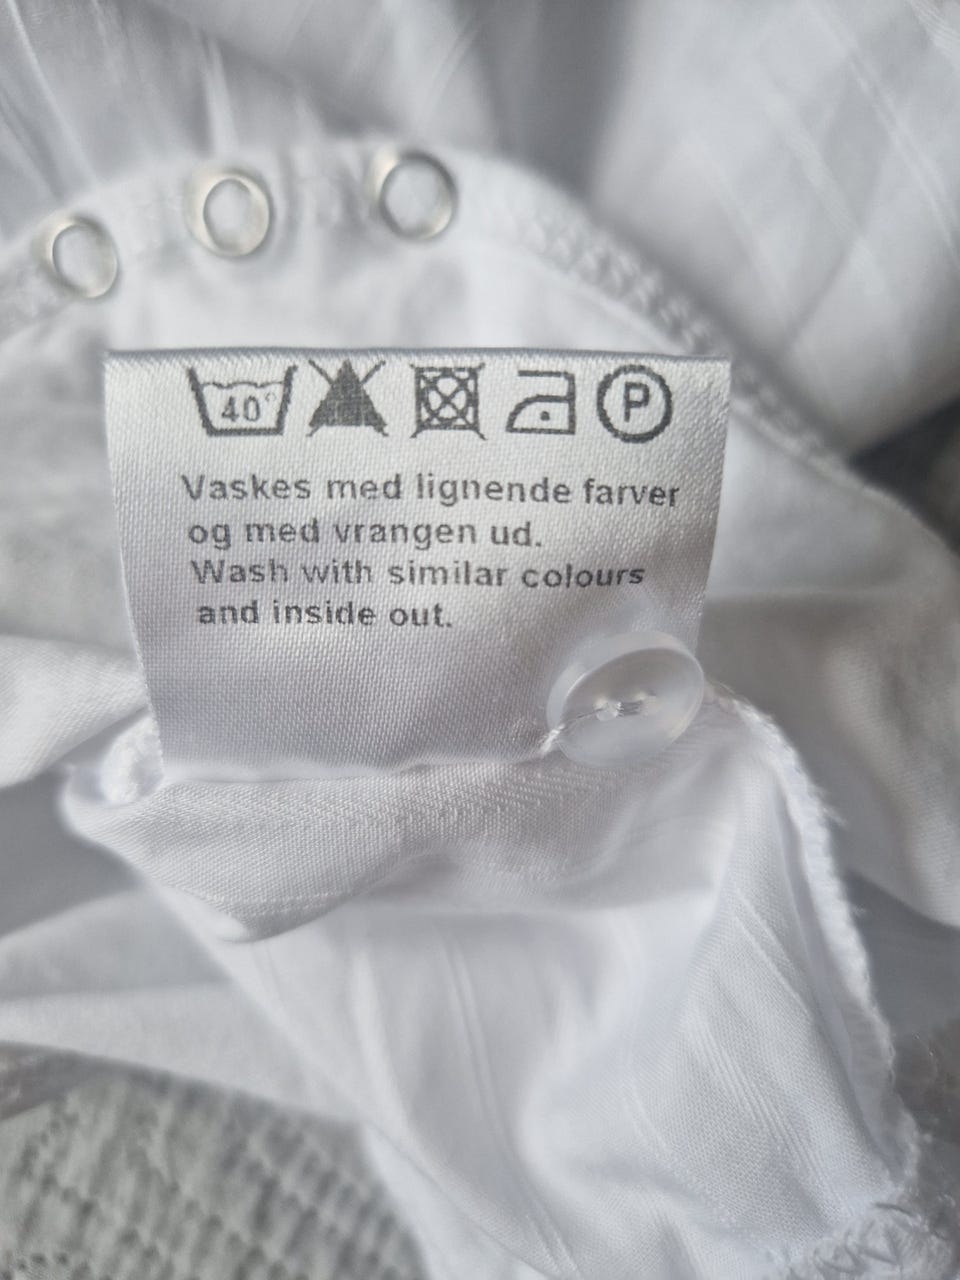 40°
P
Vaskes med lignende farver
og med vrangen ud.
Wash with similar colours
and inside out.